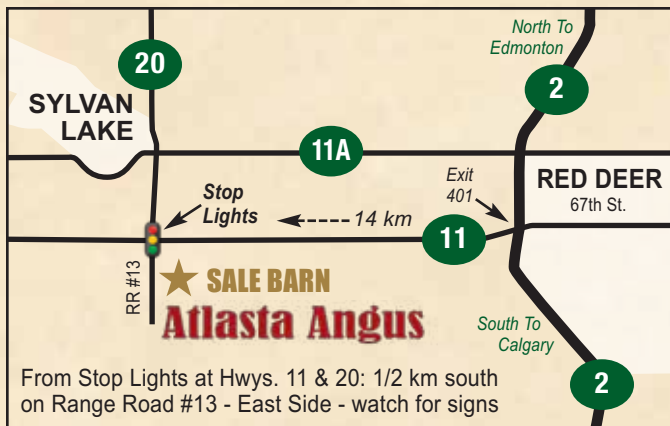 North To
Edmonton
20
2
SYLVAN
LAKE
11A
Exit
401
RED DEER
67th St.
Stop
Lights
14 km
11
RR #13
SALE BARN
Atlasta Angus
South To
Calgary
2
From Stop Lights at Hwys. 11 & 20: 1/2 km south
on Range Road #13 - East Side - watch for signs